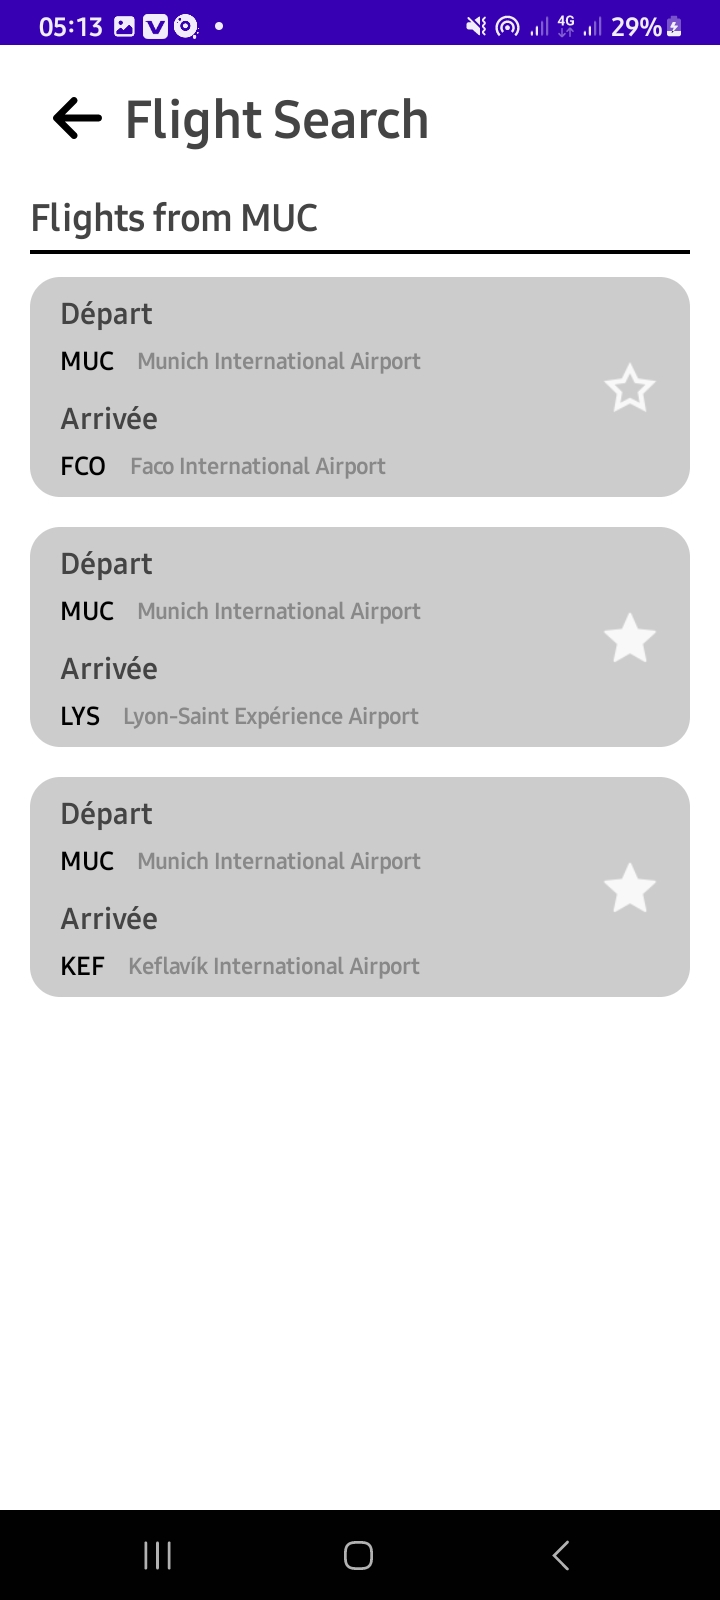 05:13
4G
29%
Flight Search
Flights from MUC
Départ
MUC Munich International Airport
Arrivée
FCO Faco International Airport
Départ
MUC Munich International Airport
Arrivée
LYS Lyon-Saint Expérience Airport
Départ
MUC Munich International Airport
Arrivée
KEF Keflavík International Airport